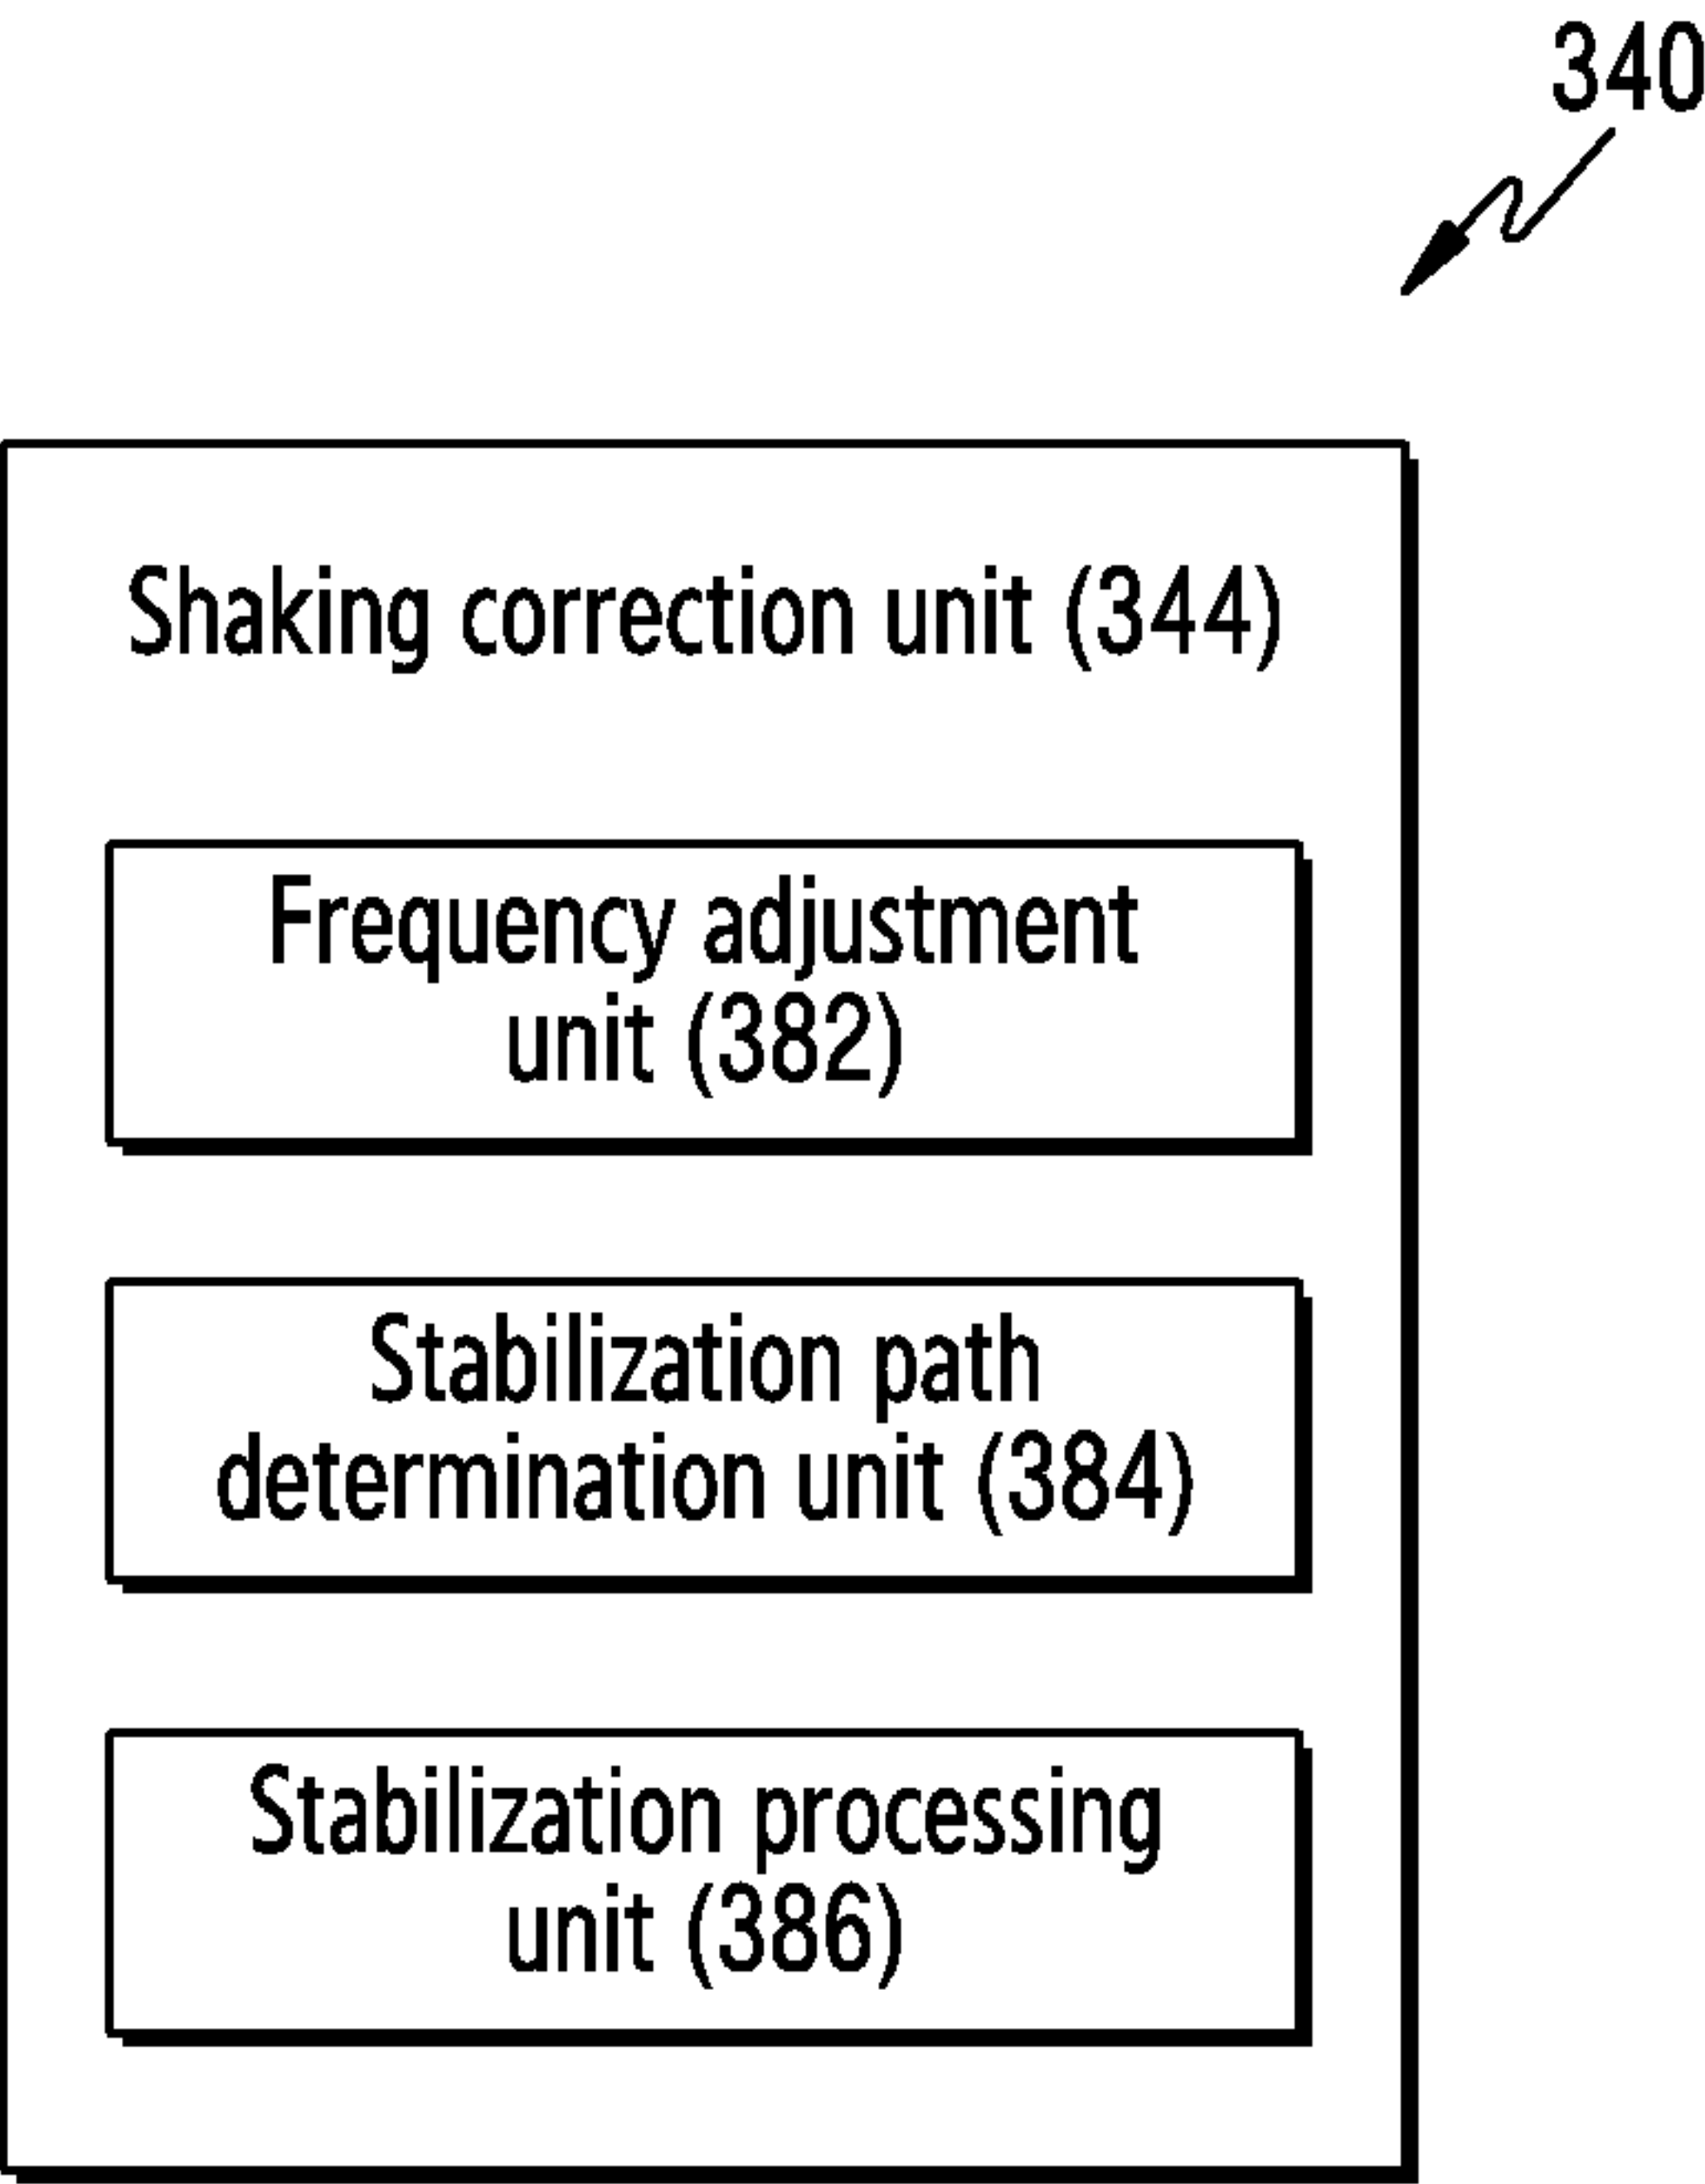 340
Shaking correction unit (344)
Frequency adjustment
unit (382)
Stabilization path
determination unit (384)
Stabilization processing
unit (386)